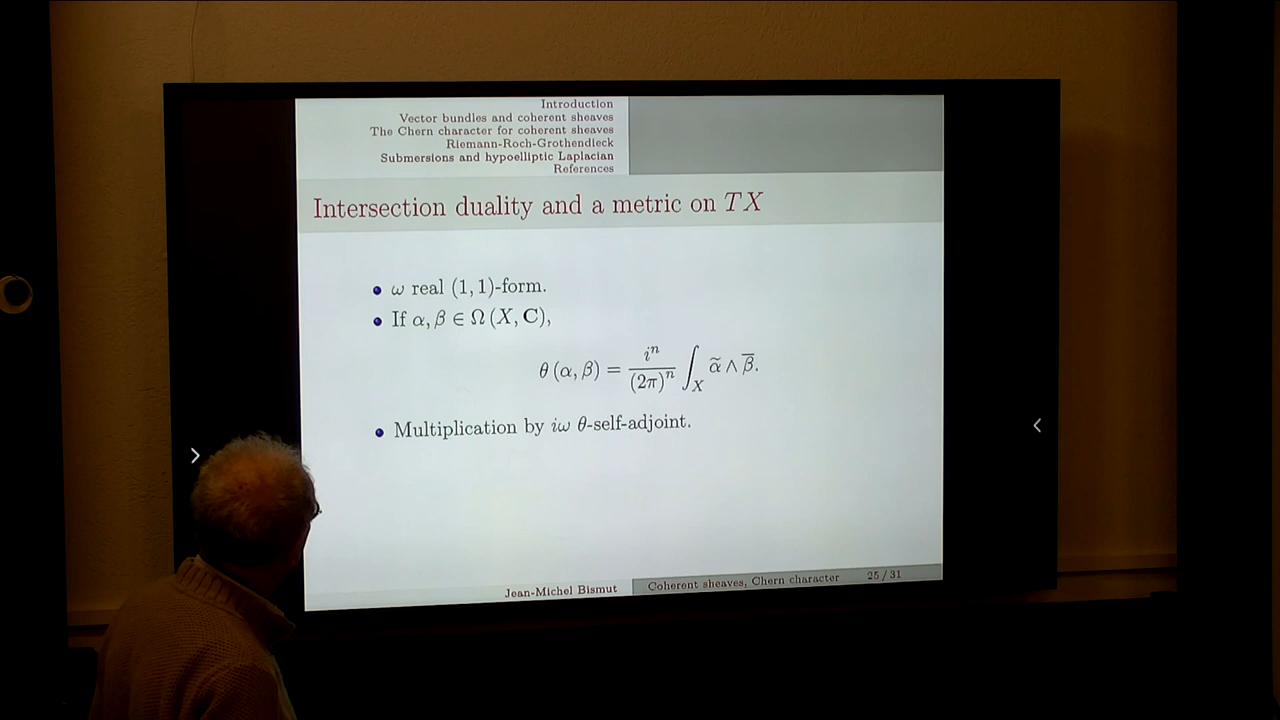 Introduction
Vector bundles and coherent sheaves
The Chern character for coherent sheaves
Riemann-Roch-Grothendieck
Submersions and hypoelliptic Laplacian
References
Intersection duality and a metric on TX
ω real (1, 1)-form.
If α, β ∈ Ω (X, C),
θ (α, β) = iⁿ / (2π)ⁿ ∫_X α̃ ∧ β̅.
Multiplication by iω θ-self-adjoint.
Jean-Michel Bismut Coherent sheaves, Chern character 25 / 31